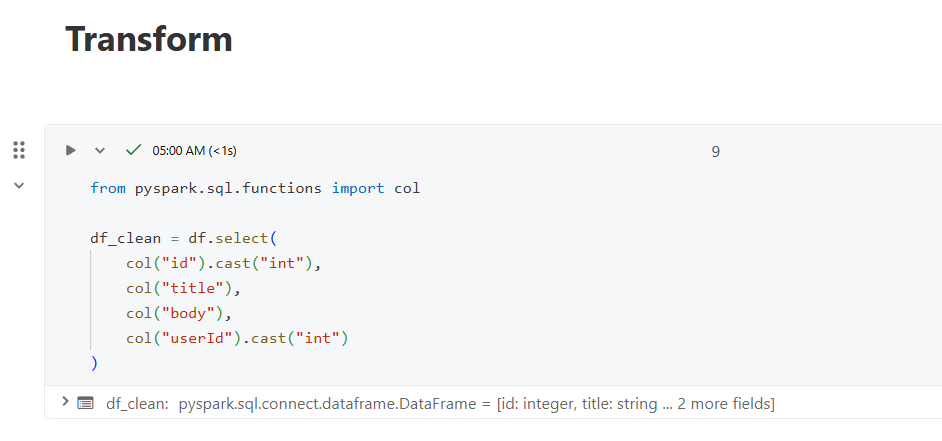 Transform
05:00 AM (<1s)
9
from pyspark.sql.functions import col
df_clean = df.select(
    col("id").cast("int"),
    col("title"),
    col("body"),
    col("userId").cast("int")
)
df_clean: pyspark.sql.connect.dataframe.DataFrame = [id: integer, title: string ... 2 more fields]